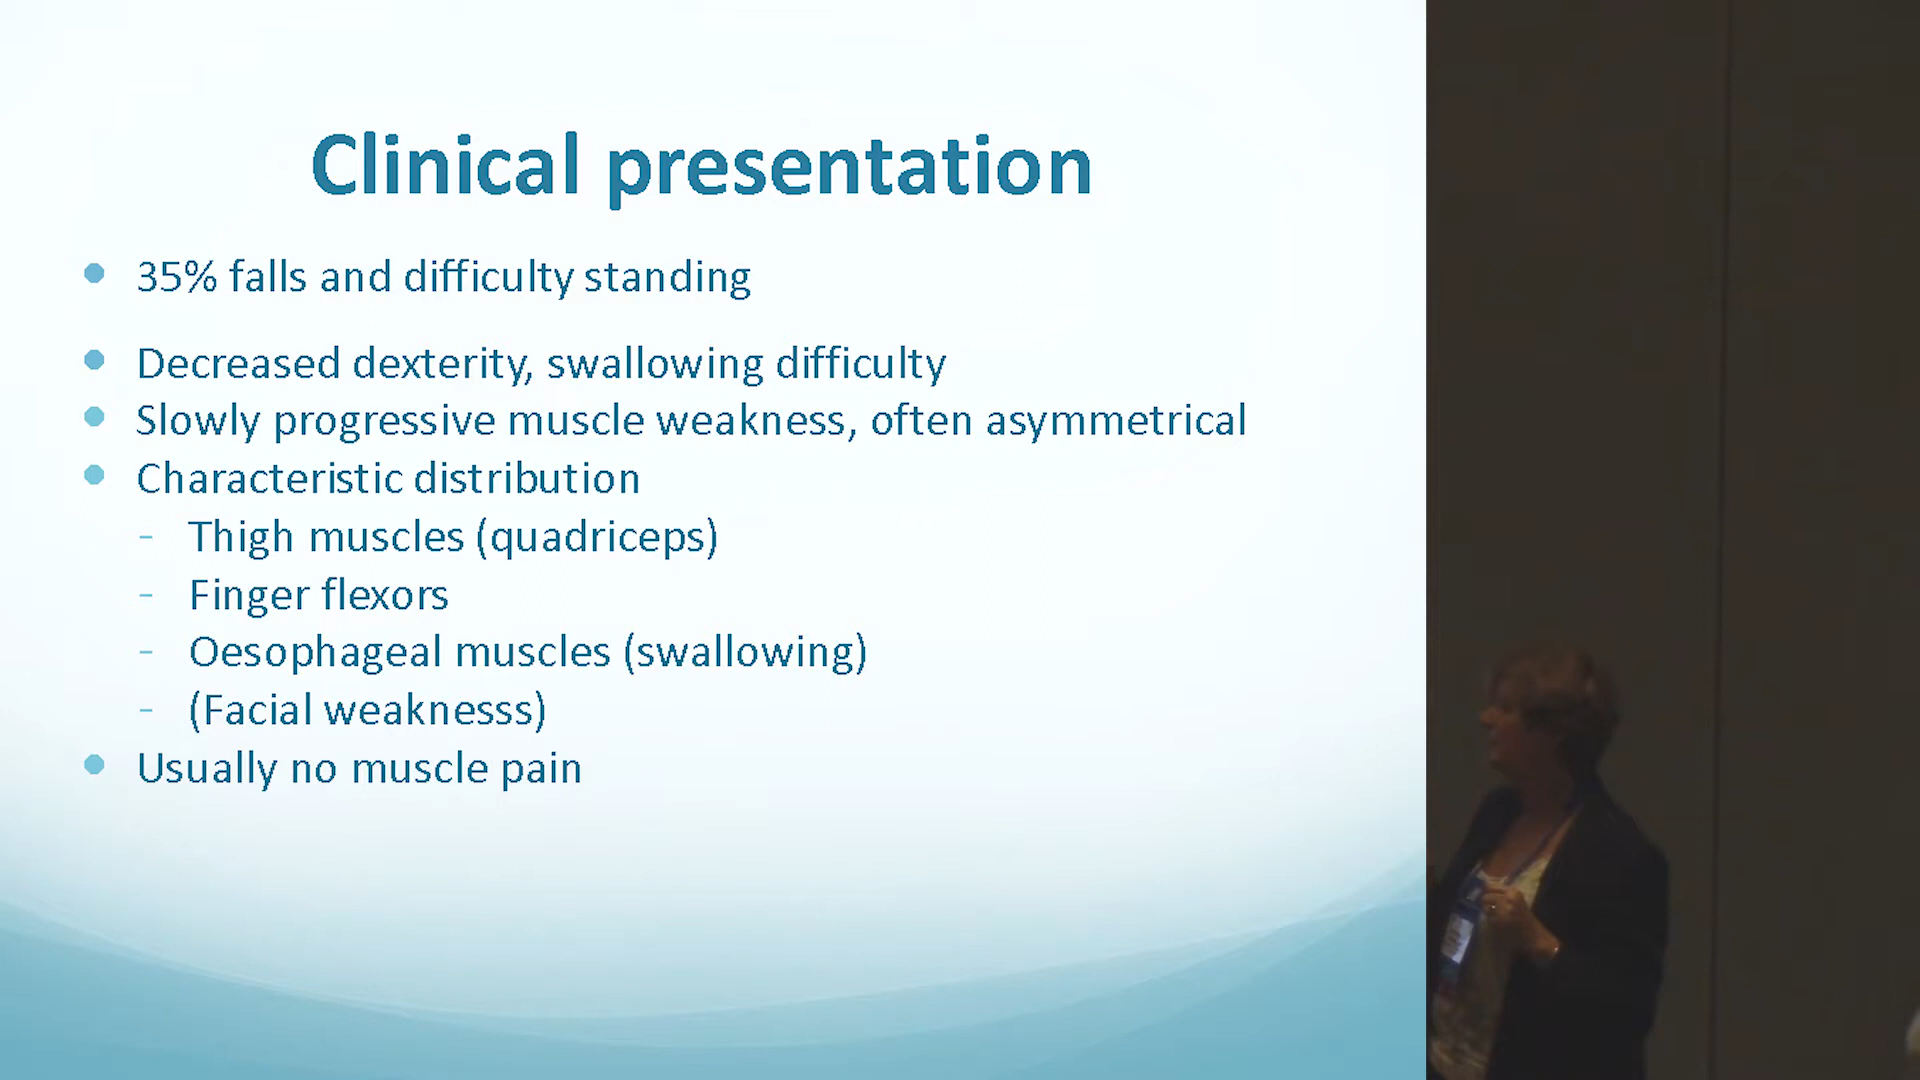 Clinical presentation
• 35% falls and difficulty standing
• Decreased dexterity, swallowing difficulty
• Slowly progressive muscle weakness, often asymmetrical
• Characteristic distribution
- Thigh muscles (quadriceps)
- Finger flexors
- Oesophageal muscles (swallowing)
- (Facial weaknesss)
• Usually no muscle pain